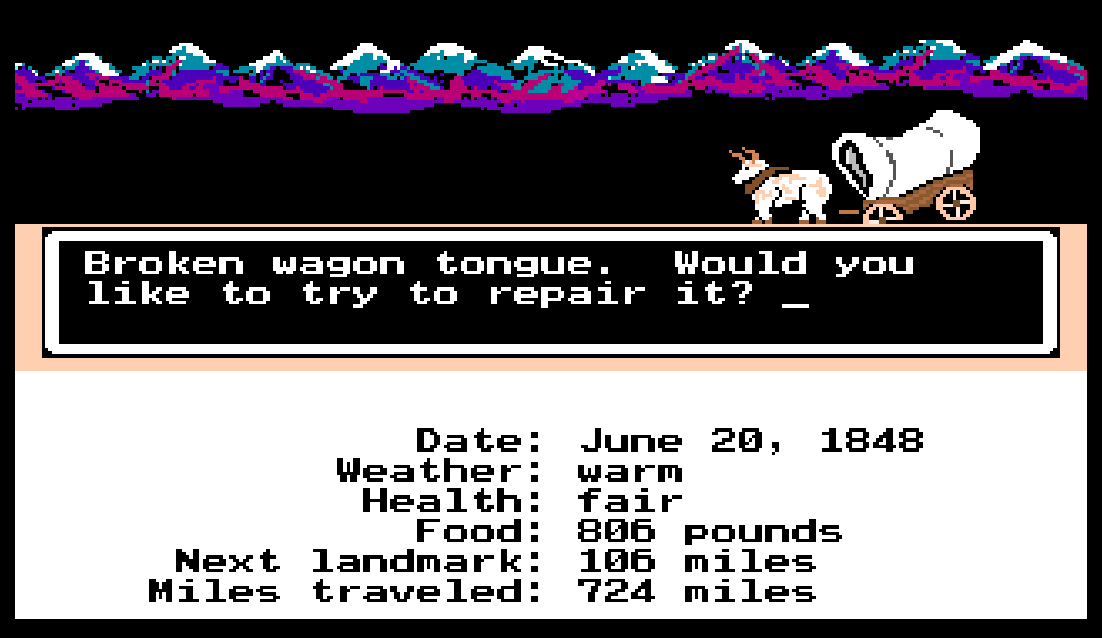 Broken wagon tongue.  Would you
like to try to repair it? _
Date: June 20, 1848
Weather: warm
Health: fair
Food: 806 pounds
Next landmark: 106 miles
Miles traveled: 724 miles